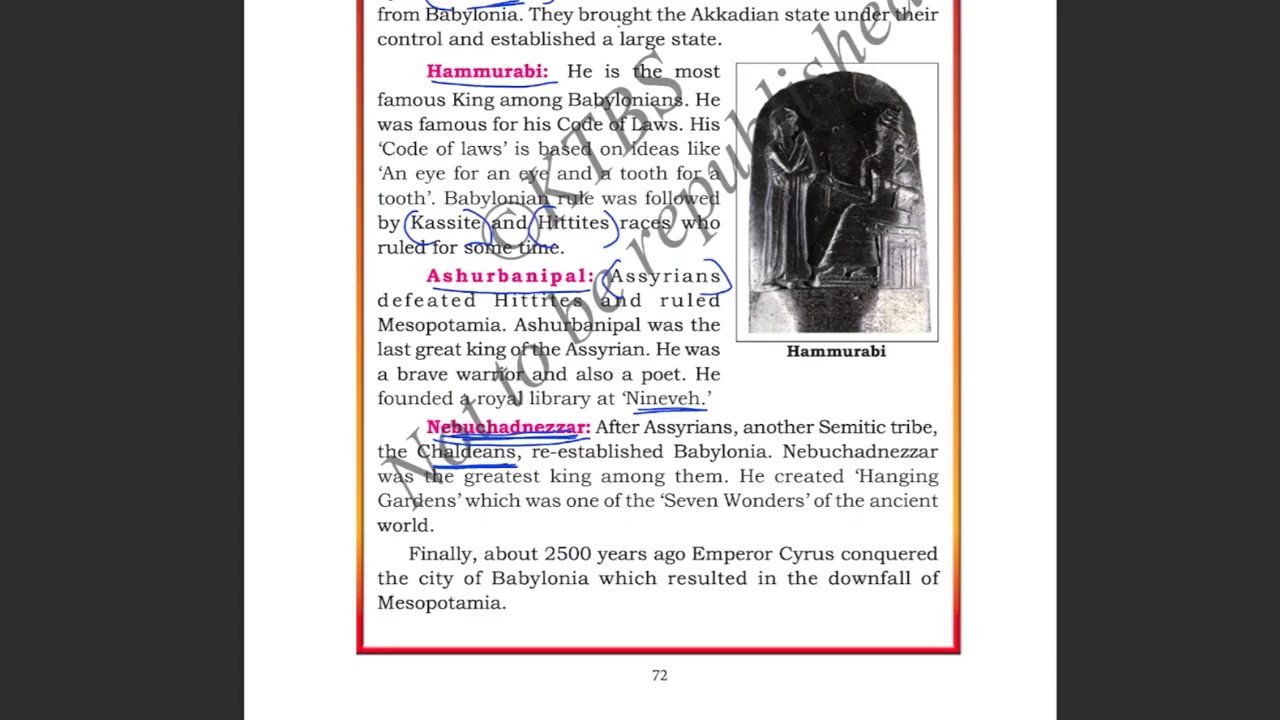 from Babylonia. They brought the Akkadian state under their
control and established a large state.
Hammurabi: He is the most
famous King among Babylonians. He
was famous for his Code of Laws. His
‘Code of laws’ is based on ideas like
‘An eye for an eye and a tooth for a
tooth’. Babylonian rule was followed
by Kassite and Hittites races who
ruled for some time.
Hammurabi
Ashurbanipal: Assyrians
defeated Hittites and ruled
Mesopotamia. Ashurbanipal was the
last great king of the Assyrian. He was
a brave warrior and also a poet. He
founded a royal library at ‘Nineveh.’
Nebuchadnezzar: After Assyrians, another Semitic tribe,
the Chaldeans, re-established Babylonia. Nebuchadnezzar
was the greatest king among them. He created ‘Hanging
Gardens’ which was one of the ‘Seven Wonders’ of the ancient
world.
Finally, about 2500 years ago Emperor Cyrus conquered
the city of Babylonia which resulted in the downfall of
Mesopotamia.
72
©KTBS
Not to be republished